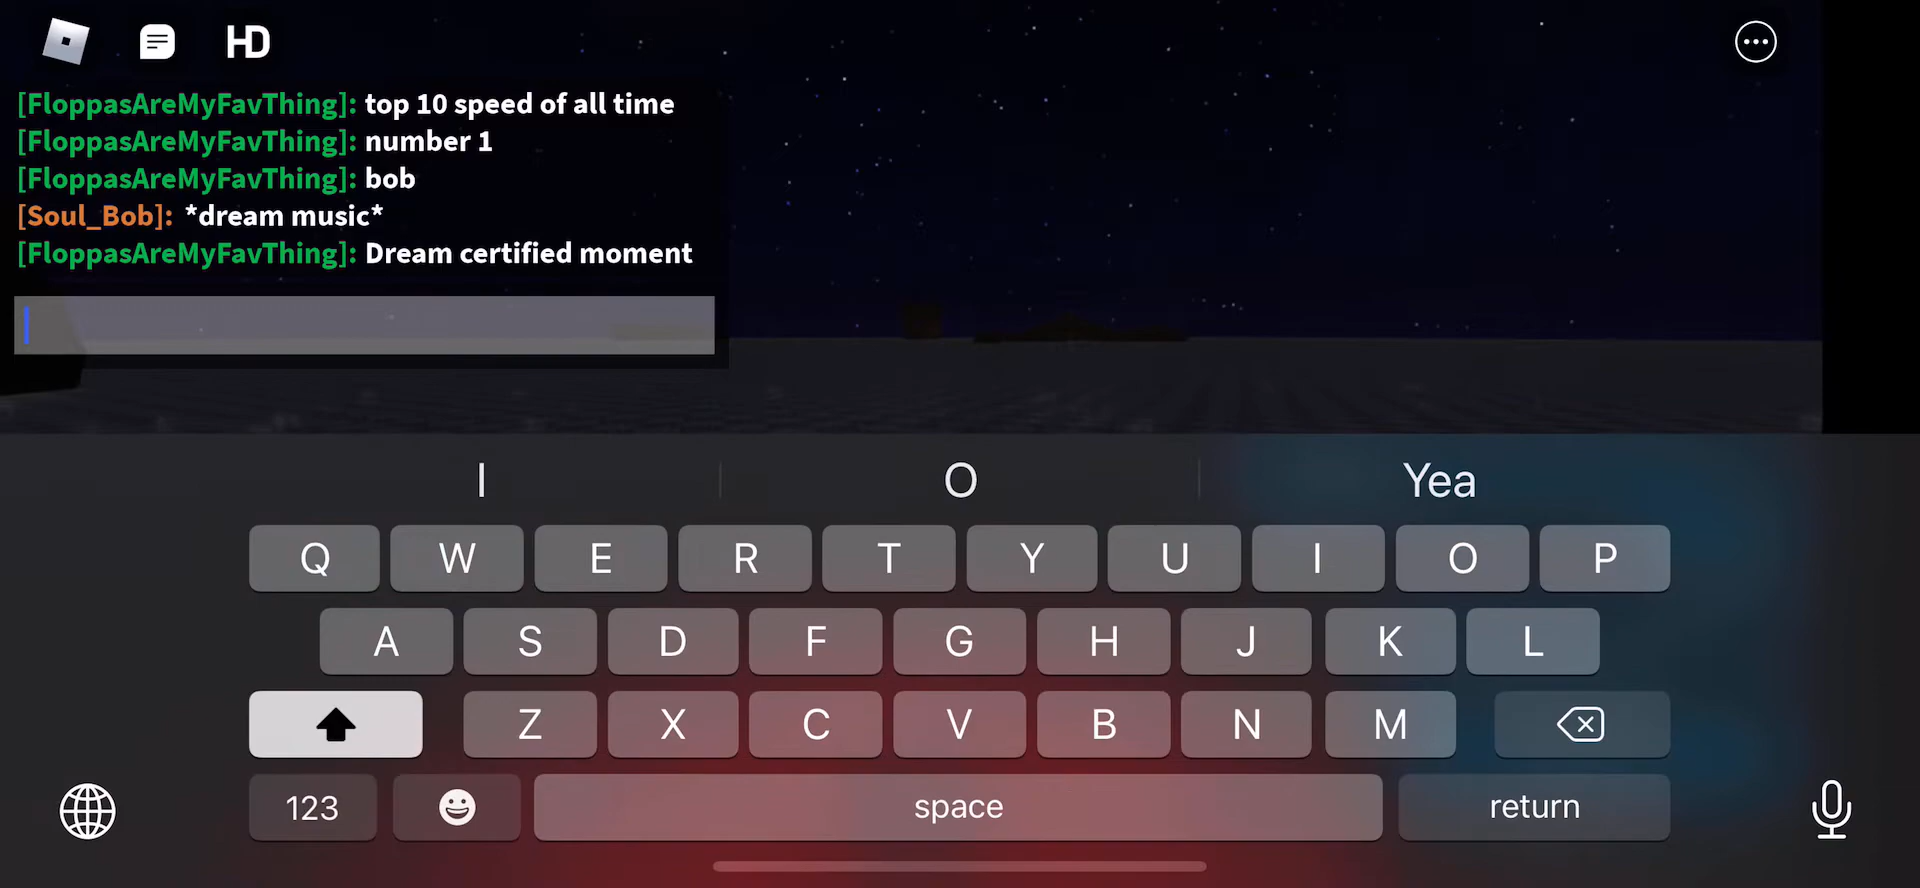 HD
[FloppasAreMyFavThing]: top 10 speed of all time
[FloppasAreMyFavThing]: number 1
[FloppasAreMyFavThing]: bob
[Soul_Bob]: *dream music*
[FloppasAreMyFavThing]: Dream certified moment
I O Yea
Q W E R T Y U I O P
A S D F G H J K L
Z X C V B N M
123 space return